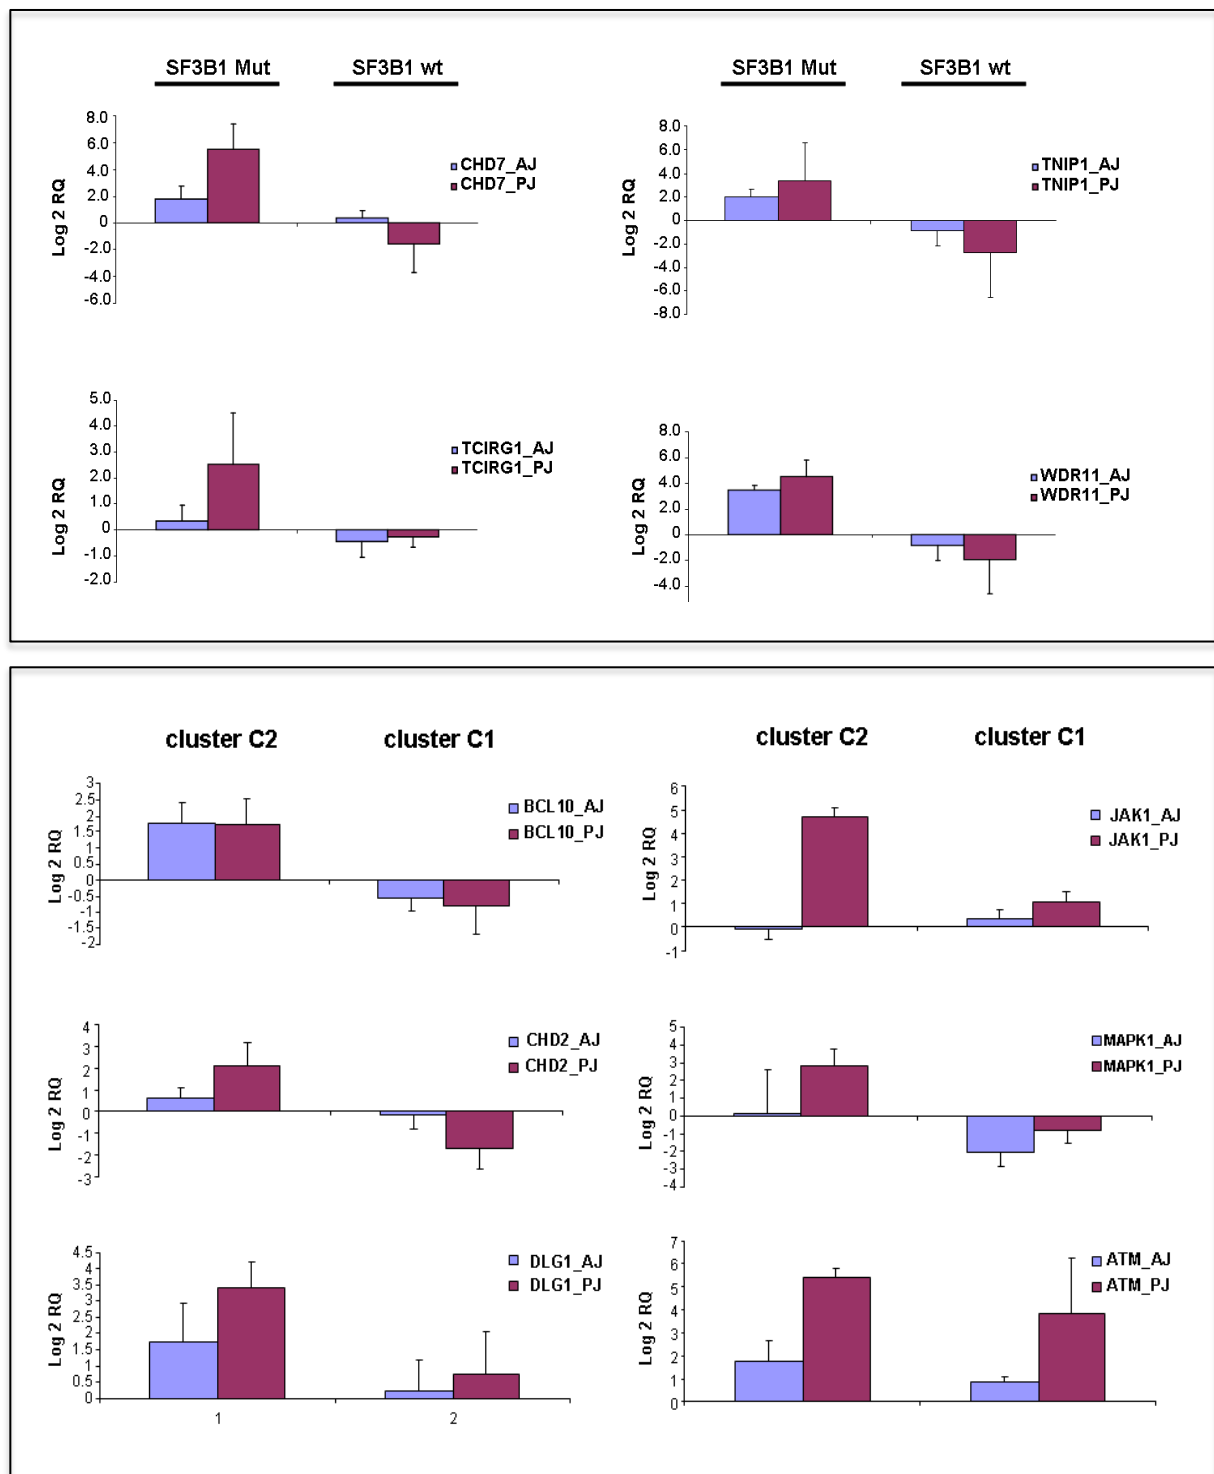 SF3B1 Mut
SF3B1 wt
8.0
6.0
4.0
2.0
0
-2.0
-4.0
-6.0
Log 2 RQ
CHD7_AJ
CHD7_PJ
SF3B1 Mut
SF3B1 wt
8.0
6.0
4.0
2.0
0.0
-2.0
-4.0
-6.0
-8.0
Log 2 RQ
TNIP1_AJ
TNIP1_PJ
5.0
4.0
3.0
2.0
1.0
0
-1.0
-2.0
Log 2 RQ
TCIRG1_AJ
TCIRG1_PJ
8.0
6.0
4.0
2.0
0
-2.0
-4.0
Log 2 RQ
WDR11_AJ
WDR11_PJ
cluster C2
cluster C1
3
2.5
2
1.5
1
0.5
0
-0.5
-1
-1.5
-2
Log 2 RQ
BCL10_AJ
BCL10_PJ
cluster C2
cluster C1
6
5
4
3
2
1
0
-1
Log 2 RQ
JAK1_AJ
JAK1_PJ
4
3
2
1
0
-1
-2
-3
Log 2 RQ
CHD2_AJ
CHD2_PJ
5
4
3
2
1
0
-1
-2
-3
-4
Log 2 RQ
MAPK1_AJ
MAPK1_PJ
4.5
4
3.5
3
2.5
2
1.5
1
0.5
0
Log 2 RQ
DLG1_AJ
DLG1_PJ
1
2
7
6
5
4
3
2
1
0
Log 2 RQ
ATM_AJ
ATM_PJ